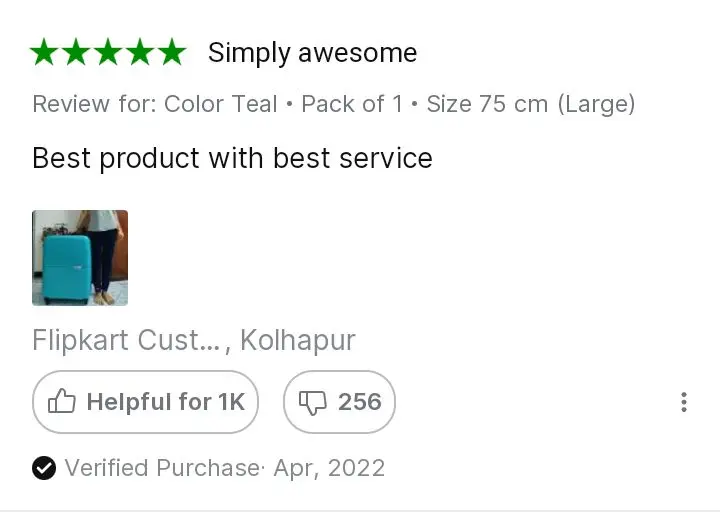 Simply awesome
Review for: Color Teal • Pack of 1 • Size 75 cm (Large)
Best product with best service
Flipkart Cust..., Kolhapur
Helpful for 1K
256
Verified Purchase· Apr, 2022